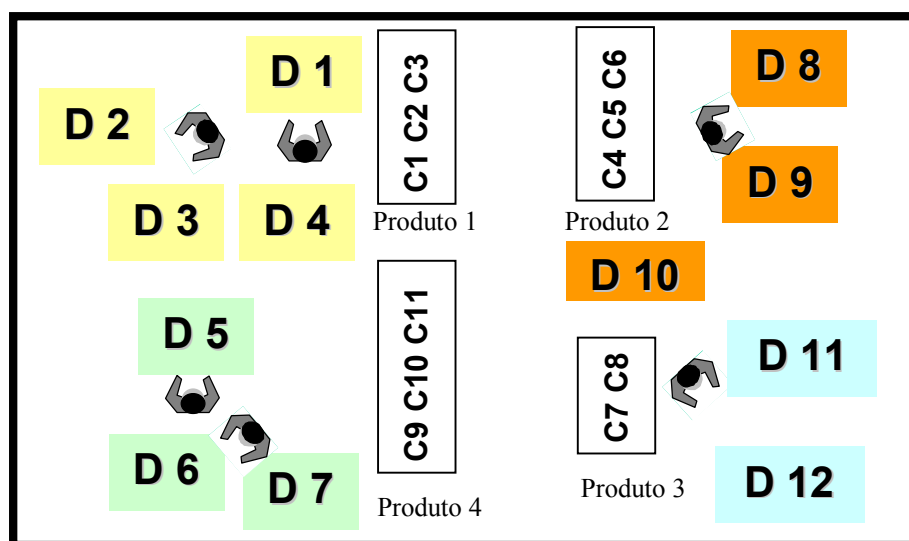 D 1
D 2
D 3
D 4
C1 C2 C3
Produto 1
C4 C5 C6
Produto 2
D 8
D 9
D 10
D 5
D 6
D 7
C9 C10 C11
Produto 4
C7 C8
Produto 3
D 11
D 12